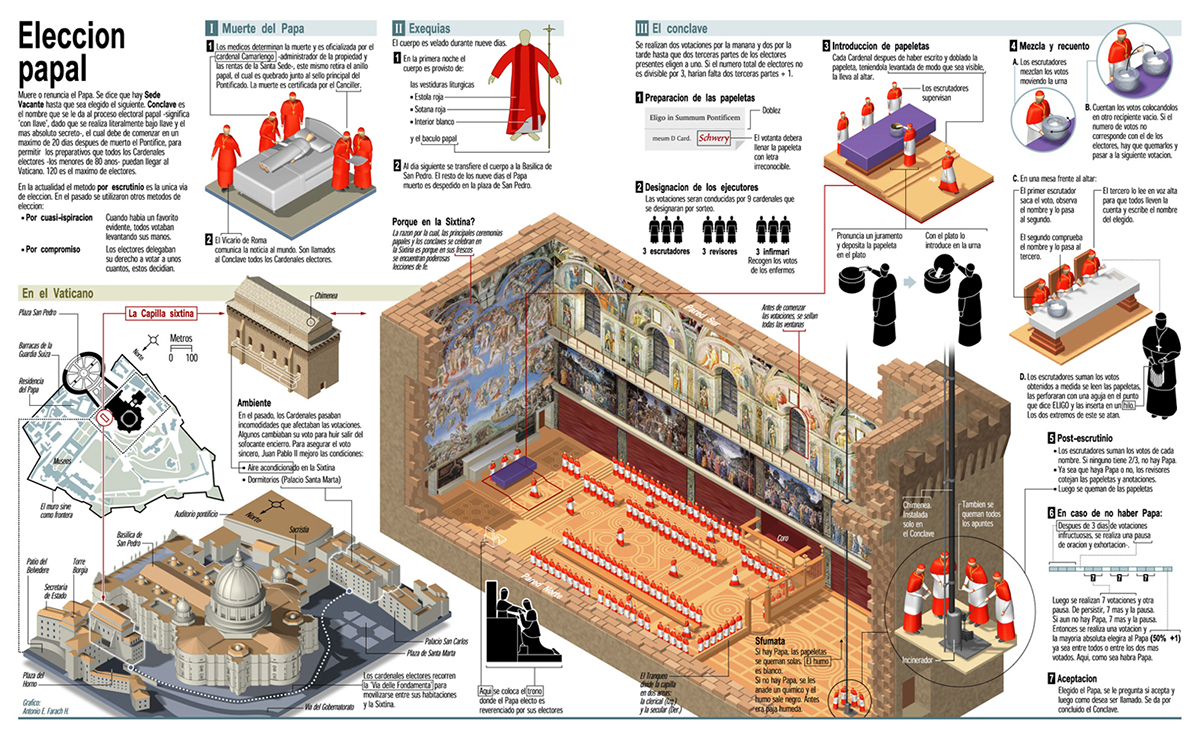 Eleccion
papal
Muere o renuncia el Papa. Se dice que hay Sede
Vacante hasta que sea elegido el siguiente. Conclave es
el nombre que se le da al proceso electoral papal -significa
'con llave', dado que se realiza literalmente bajo llave y el
mas absoluto secreto-, el cual debe de comenzar en un
maximo de 20 dias despues de muerto el Pontifice, para
permitir los preparativos que todos los Cardenales
electores -los menores de 80 anos- puedan llegar al
Vaticano. 120 es el maximo de electores.
En la actualidad el metodo por escrutinio es la unica via
de eleccion. En el pasado se utilizaron otros metodos de
eleccion:
• Por cuasi-ispiracion
Cuando habia un favorito
evidente, todos votaban
levantando sus manos.
• Por compromiso
Los electores delegaban
su derecho a votar a unos
cuantos, estos decidian.
I Muerte del Papa
1 Los medicos determinan la muerte y es oficializada por el
cardenal Camarlengo -administrador de la propiedad y
las rentas de la Santa Sede-, este mismo retira el anillo
papal, el cual es quebrado junto al sello principal del
Pontificado. La muerte es certificada por el Canciller.
2 El Vicario de Roma
comunica la noticia al mundo. Son llamados
al Conclave todos los Cardenales electores.
II Exequias
El cuerpo es velado durante nueve dias.
1 En la primera noche el
cuerpo es provisto de:
las vestiduras liturgicas
• Estola roja
• Sotana roja
• Interior blanco
y el baculo papal
2 Al dia siguiente se transfiere el cuerpo a la Basilica de
San Pedro. El resto de los nueve dias el Papa
muerto es despedido en la plaza de San Pedro.
III El conclave
Se realizan dos votaciones por la manana y dos por la
tarde hasta que dos terceras partes de los electores
presentes elijan a uno. Si el numero total de electores no
es divisible por 3, harian falta dos terceras partes + 1.
1 Preparacion de las papeletas
Doblez
Eligo in Summum Pontificem
meum D Card. Schwery
El votante debera
llenar la papeleta
con letra
irreconocible.
2 Designacion de los ejecutores
Las votaciones seran conducidas por 9 cardenales que
se designaran por sorteo.
3 escrutadores
3 revisores
3 infirmari
Recogen los votos
de los enfermos
3 Introduccion de papeletas
Cada Cardenal despues de haber escrito y doblado la
papeleta, teniendola levantada de modo que sea visible,
la lleva al altar.
Los escrutadores
supervisan
Pronuncia un juramento
y deposita la papeleta
en el plato
Con el plato lo
introduce en la urna
4 Mezcla y recuento
A. Los escrutadores
mezclan los votos
moviendo la urna
B. Cuentan los votos colocandolos
en otro recipiente vacio. Si el
numero de votos no
corresponde con el de los
electores, hay que quemarlos y
pasar a la siguiente votacion.
C. En una mesa frente al altar:
El primer escrutador
saca el voto, observa
el nombre y lo pasa al
segundo.
El tercero lo lee en voz alta
para que todos lleven la
cuenta y escribe el nombre
del elegido.
El segundo comprueba
el nombre y lo pasa al
tercero.
D. Los escrutadores suman los votos
obtenidos a medida se leen las papeletas,
las perforaran con una aguja en el punto
que dice ELIGO y las inserta en un hilo.
Los dos extremos de este se atan.
5 Post-escrutinio
• Los escrutadores suman los votos de cada
nombre. Si ninguno tiene 2/3, no hay Papa.
• Ya sea que haya Papa o no, los revisores
cotejan las papeletas y anotaciones.
• Luego se queman de las papeletas
6 En caso de no haber Papa:
Despues de 3 dias de votaciones
infructuosas, se realiza una pausa
de oracion y exhortacion-.
7 7 7
Luego se realizan 7 votaciones y otra
pausa. De persistir, 7 mas y la pausa.
Si aun no hay Papa, 7 mas y la pausa.
Entonces se realiza una votacion y
la mayoria absoluta elegira al Papa (50% +1)
ya sea entre todos o entre los dos mas
votados. Aqui, como sea habra Papa.
7 Aceptacion
Elegido el Papa, se le pregunta si acepta y
luego como desea ser llamado. Se da por
concluido el Conclave.
Porque en la Sixtina?
La razon por la cual, las principales ceremonias
papales y los conclaves se celebran en
la Sixtina es porque en sus frescos
se encuentran poderosas
lecciones de fe.
Antes de comenzar
las votaciones, se sellan
todas las ventanas
Pared Sur
Pared Norte
Coro
Chimenea.
Instalada
solo en
el Conclave
Tambien se
queman todos
los apuntes
Incinerador
Sfumata
Si hay Papa, las papeletas
se queman solas. El humo
es blanco.
Si no hay Papa, se les
anade un quimico y el
humo sale negro. Antes
era paja humeda.
El Tranqueo
divide la capilla
en dos areas:
la clerical (Izq.)
y la secular (Der.)
Aqui se coloca el trono
donde el Papa electo es
reverenciado por sus electores
En el Vaticano
Plaza San Pedro
La Capilla sixtina
Chimenea
Norte
Metros
0 100
Barracas de la
Guardia Suiza
Residencia
del Papa
Museos
El muro sirve
como frontera
Ambiente
En el pasado, los Cardenales pasaban
incomodidades que afectaban las votaciones.
Algunos cambiaban su voto para huir salir del
sofocante encierro. Para asegurar el voto
sincero, Juan Pablo II mejoro las condiciones:
• Aire acondicionado en la Sixtina
• Dormitorios (Palacio Santa Marta)
Auditorio pontificio
Norte
Sacristia
Basilica de
San Pedro
Patio del
Belvedere
Torre
Borgia
Secretaria
de Estado
Plaza del
Horno
Palacio San Carlos
Plaza de Santa Marta
Los cardenales electores recorren
la 'Via delle Fondamenta' para
movilizarse entre sus habitaciones
y la Sixtina.
Via del Gobernatorato
Grafico:
Antonio E. Farach H.